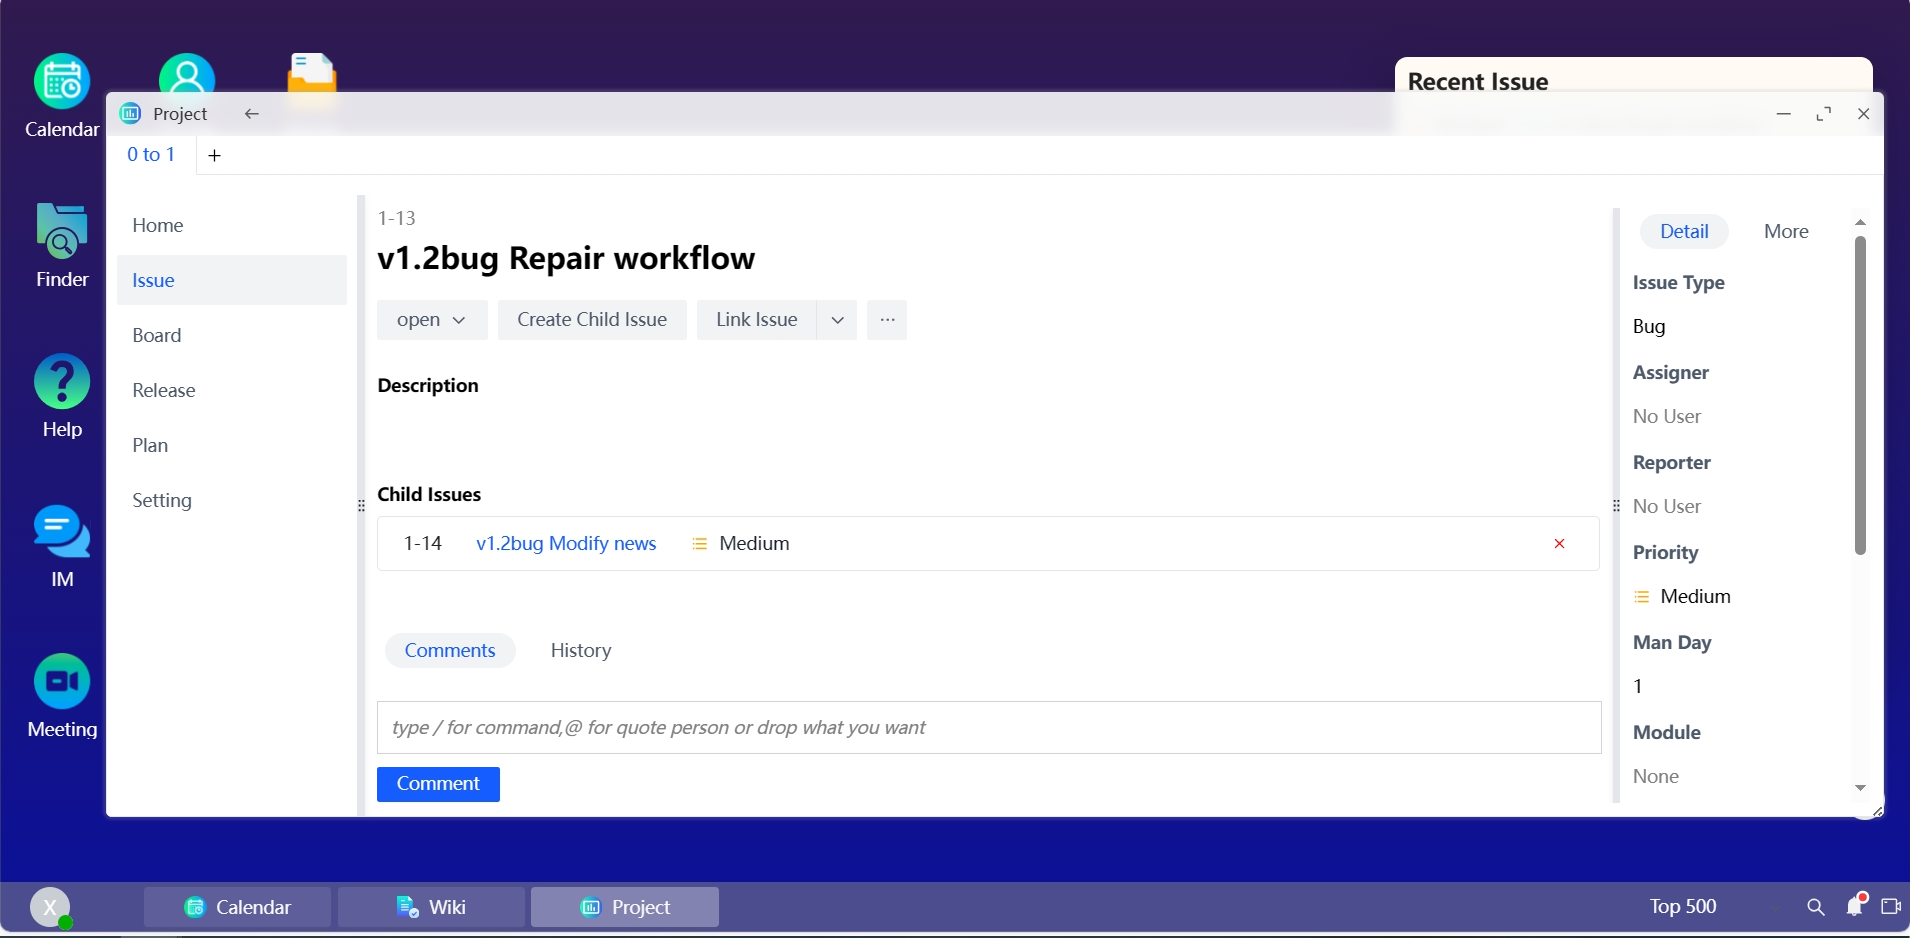 Recent Issue
Calendar
Finder
Help
IM
Meeting
Project
0 to 1 +
Home
Issue
Board
Release
Plan
Setting
1-13
v1.2bug Repair workflow
open
Create Child Issue
Link Issue
...
Description
Child Issues
1-14 v1.2bug Modify news Medium
Comments History
type / for command,@ for quote person or drop what you want
Comment
Detail More
Issue Type
Bug
Assigner
No User
Reporter
No User
Priority
Medium
Man Day
1
Module
None
X
Calendar
Wiki
Project
Top 500